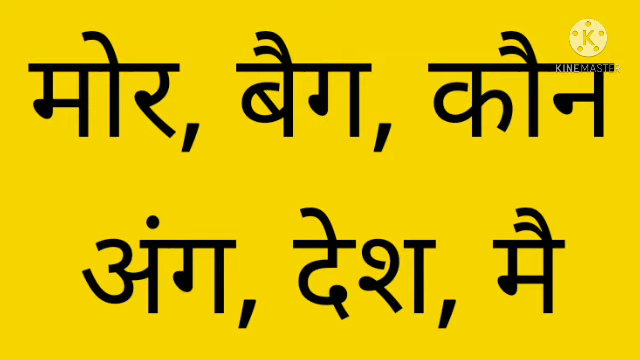 KINEMASTER
मोर, बैग, कौन
अंग, देश, मै